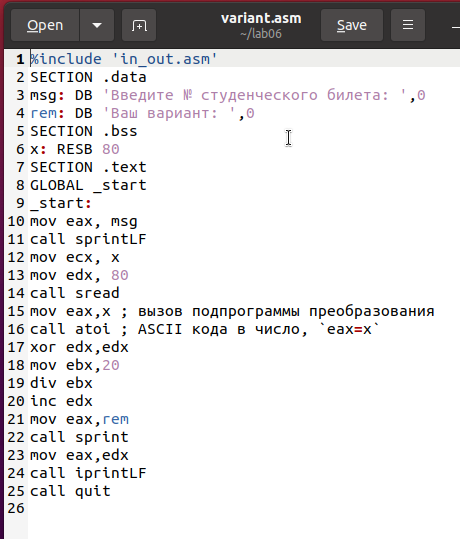 Open variant.asm Save
~/lab06
1 %include 'in_out.asm'
2 SECTION .data
3 msg: DB 'Введите № студенческого билета: ',0
4 rem: DB 'Ваш вариант: ',0
5 SECTION .bss
6 x: RESB 80
7 SECTION .text
8 GLOBAL _start
9 _start:
10 mov eax, msg
11 call sprintLF
12 mov ecx, x
13 mov edx, 80
14 call sread
15 mov eax,x ; вызов подпрограммы преобразования
16 call atoi ; ASCII кода в число, `eax=x`
17 xor edx,edx
18 mov ebx,20
19 div ebx
20 inc edx
21 mov eax,rem
22 call sprint
23 mov eax,edx
24 call iprintLF
25 call quit
26